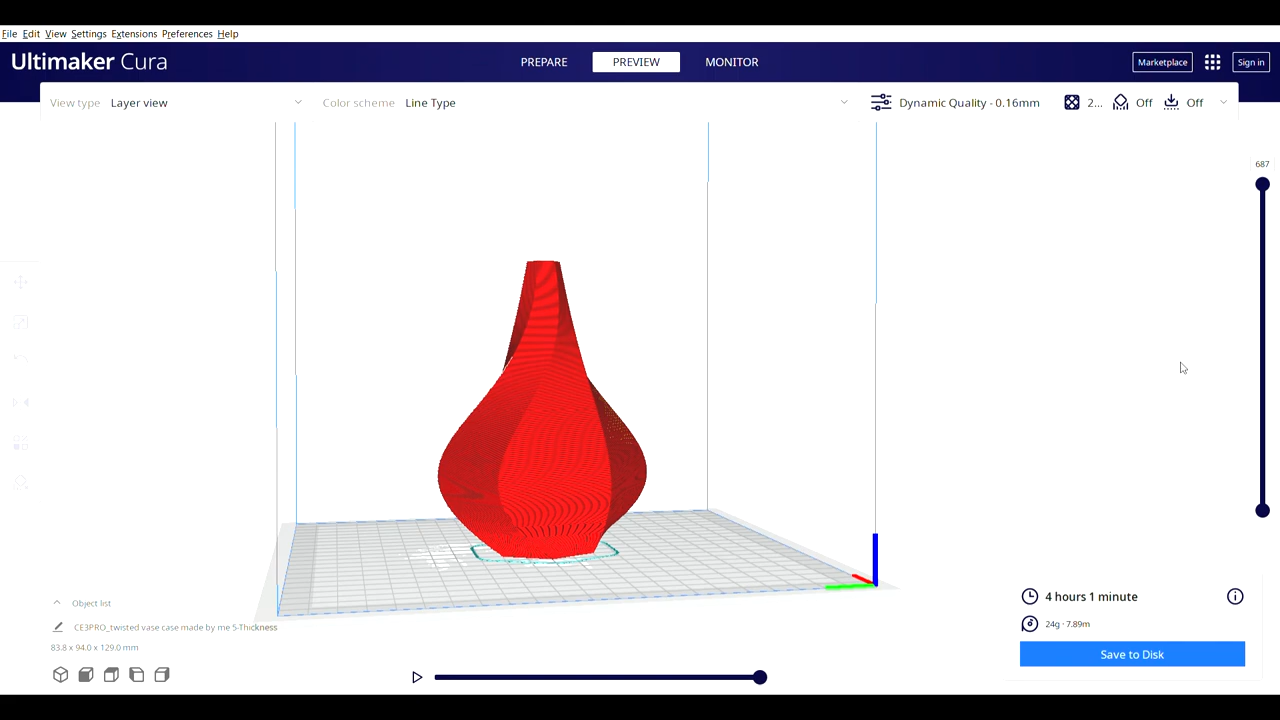 File Edit View Settings Extensions Preferences Help
Ultimaker Cura
PREPARE PREVIEW MONITOR
Marketplace Sign in
View type Layer view Color scheme Line Type Dynamic Quality - 0.16mm 2... Off Off
687
Object list
CE3PRO_twisted vase case made by me 5-Thickness
83.8 x 94.0 x 129.0 mm
4 hours 1 minute
24g · 7.89m
Save to Disk